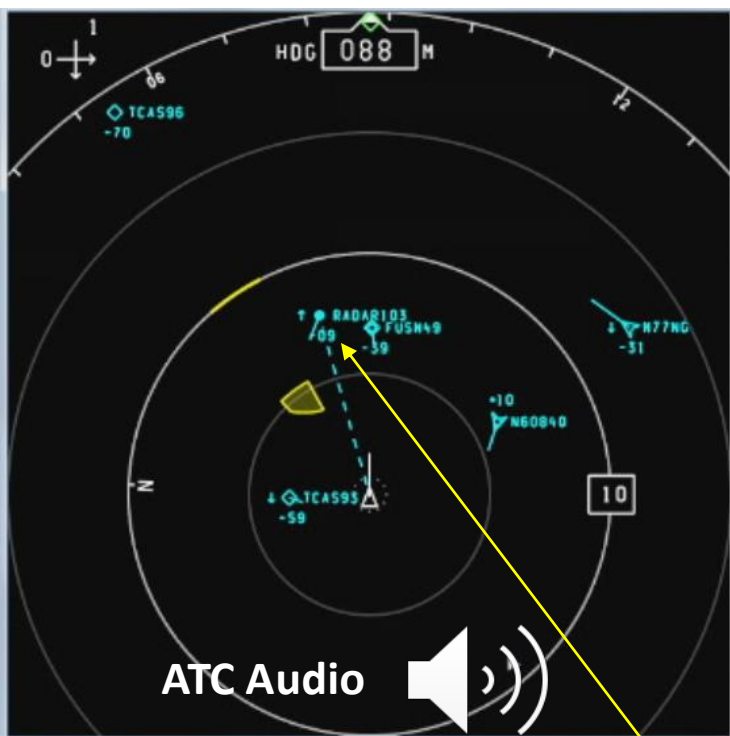 1
0
HDG 088 M
06
12
TCAS96
-70
RADAR103
-09
FUSN49
-39
N77NG
-31
+10
N60840
N
10
TCAS93
-59
ATC Audio